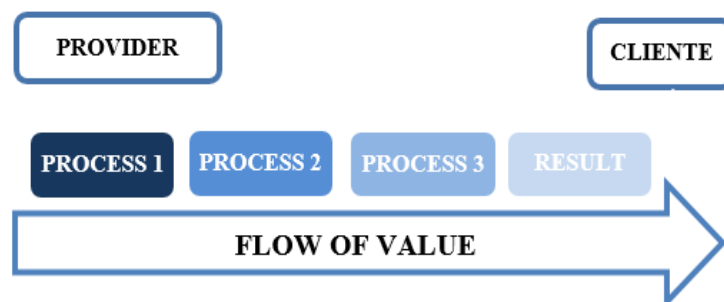 PROVIDER
CLIENTE
PROCESS 1
PROCESS 2
PROCESS 3
RESULT
FLOW OF VALUE